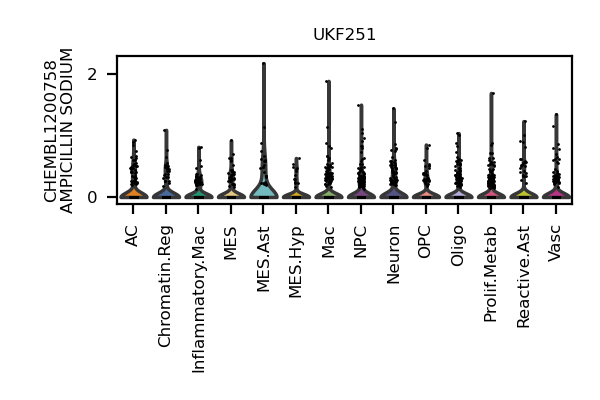 UKF251
CHEMBL1200758
AMPICILLIN SODIUM
2
0
AC
Chromatin.Reg
Inflammatory.Mac
MES
MES.Ast
MES.Hyp
Mac
NPC
Neuron
OPC
Oligo
Prolif.Metab
Reactive.Ast
Vasc